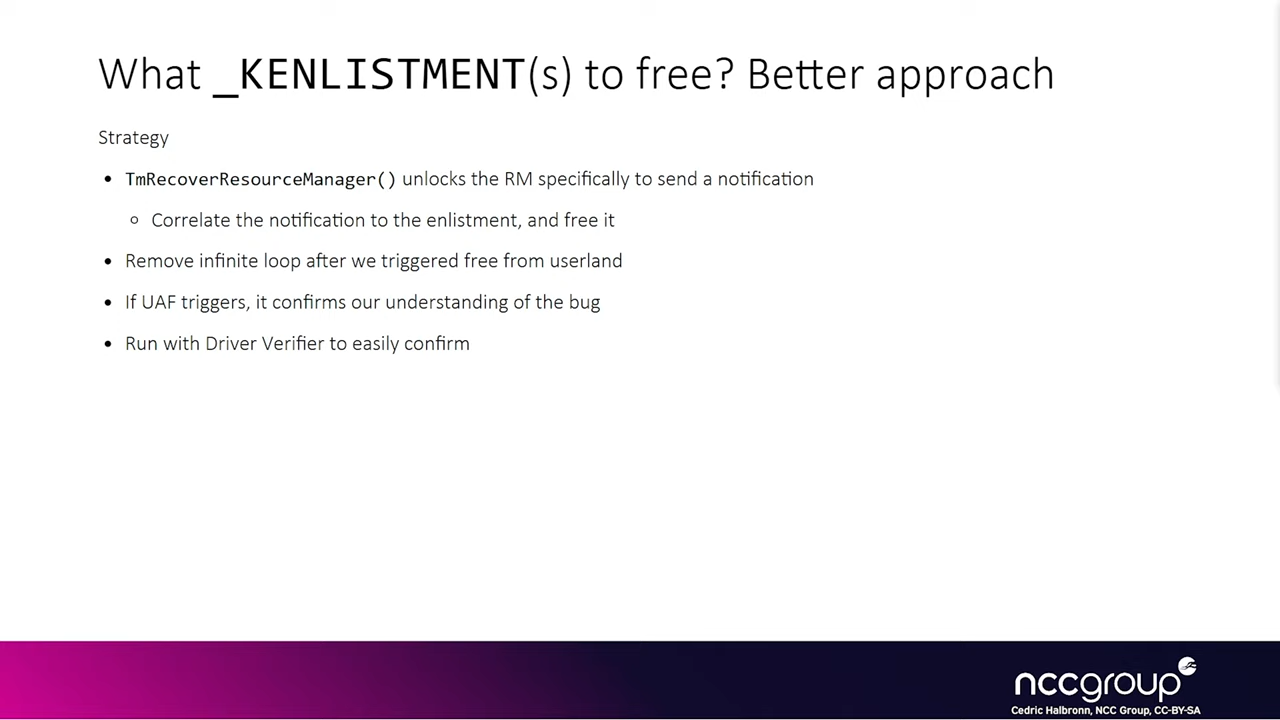 What _KENLISTMENT(s) to free? Better approach
Strategy
• TmRecoverResourceManager() unlocks the RM specifically to send a notification
○ Correlate the notification to the enlistment, and free it
• Remove infinite loop after we triggered free from userland
• If UAF triggers, it confirms our understanding of the bug
• Run with Driver Verifier to easily confirm
nccgroup
Cedric Halbronn, NCC Group, CC-BY-SA